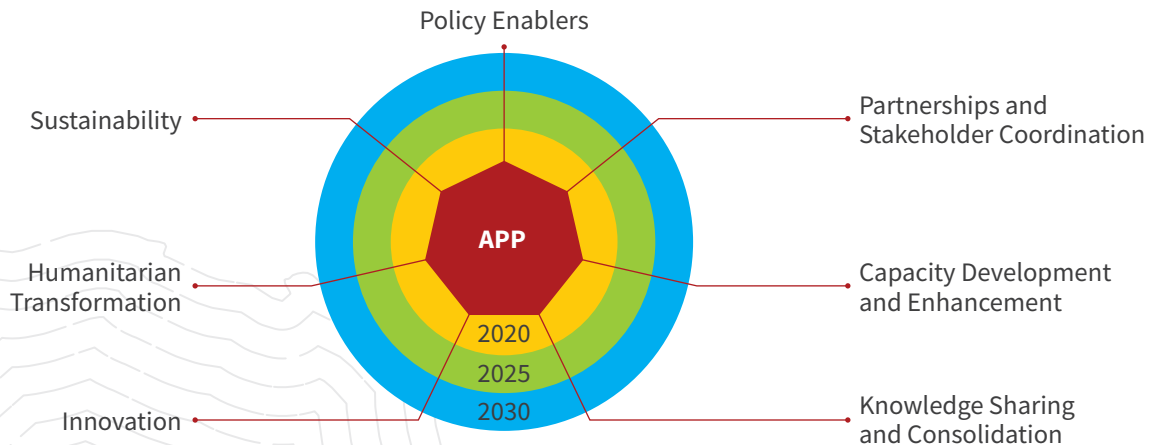 Policy Enablers
Sustainability
Partnerships and
Stakeholder Coordination
APP
Humanitarian
Transformation
Capacity Development
and Enhancement
2020
2025
2030
Innovation
Knowledge Sharing
and Consolidation